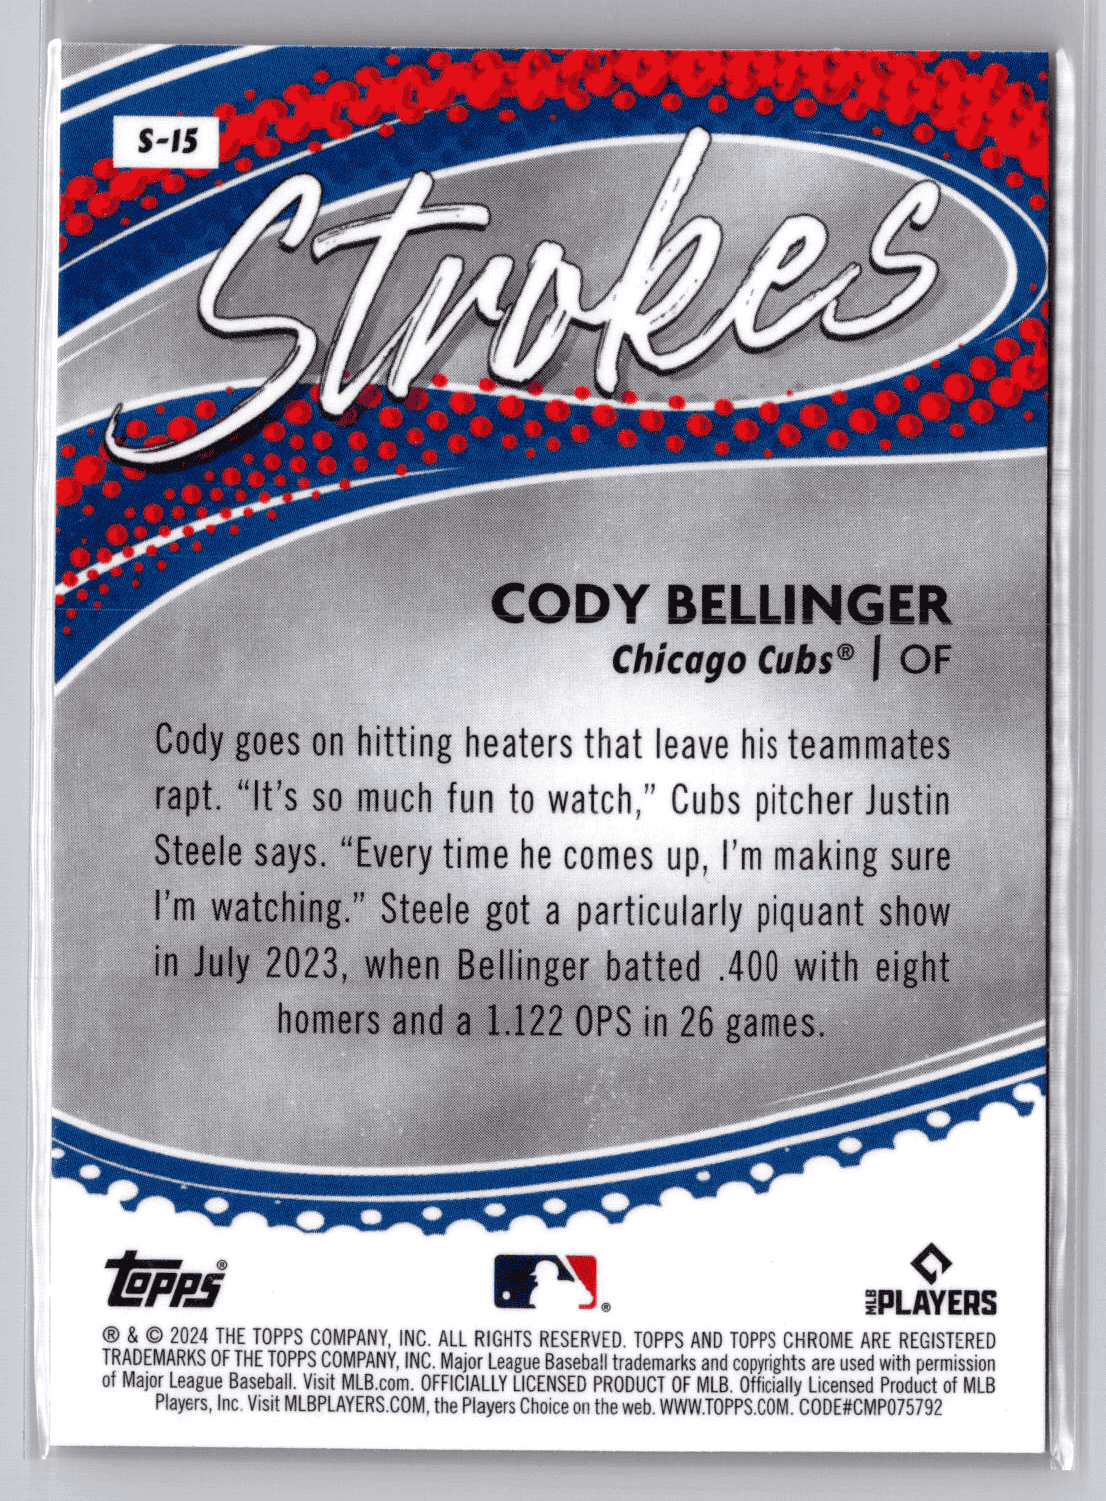 S-15
Strokes
CODY BELLINGER
Chicago Cubs® | OF
Cody goes on hitting heaters that leave his teammates
rapt. “It’s so much fun to watch,” Cubs pitcher Justin
Steele says. “Every time he comes up, I’m making sure
I’m watching.” Steele got a particularly piquant show
in July 2023, when Bellinger batted .400 with eight
homers and a 1.122 OPS in 26 games.
topps®
®
MLB PLAYERS
® & © 2024 THE TOPPS COMPANY, INC. ALL RIGHTS RESERVED. TOPPS AND TOPPS CHROME ARE REGISTERED
TRADEMARKS OF THE TOPPS COMPANY, INC. Major League Baseball trademarks and copyrights are used with permission
of Major League Baseball. Visit MLB.com. OFFICIALLY LICENSED PRODUCT OF MLB. Officially Licensed Product of MLB
Players, Inc. Visit MLBPLAYERS.COM, the Players Choice on the web. WWW.TOPPS.COM. CODE#CMP075792